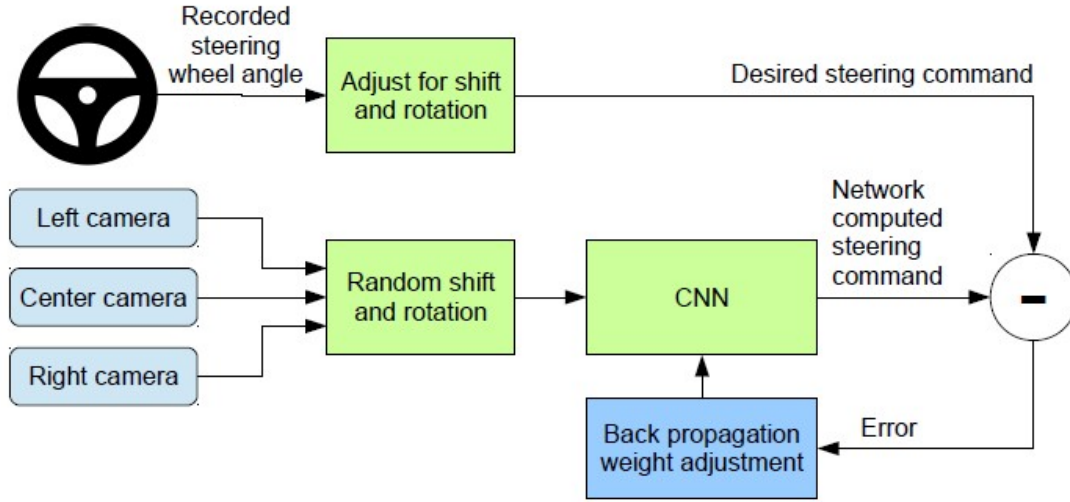 Recorded
steering
wheel angle
Adjust for shift
and rotation
Desired steering command
Left camera
Center camera
Right camera
Random shift
and rotation
CNN
Network
computed
steering
command
-
Back propagation
weight adjustment
Error